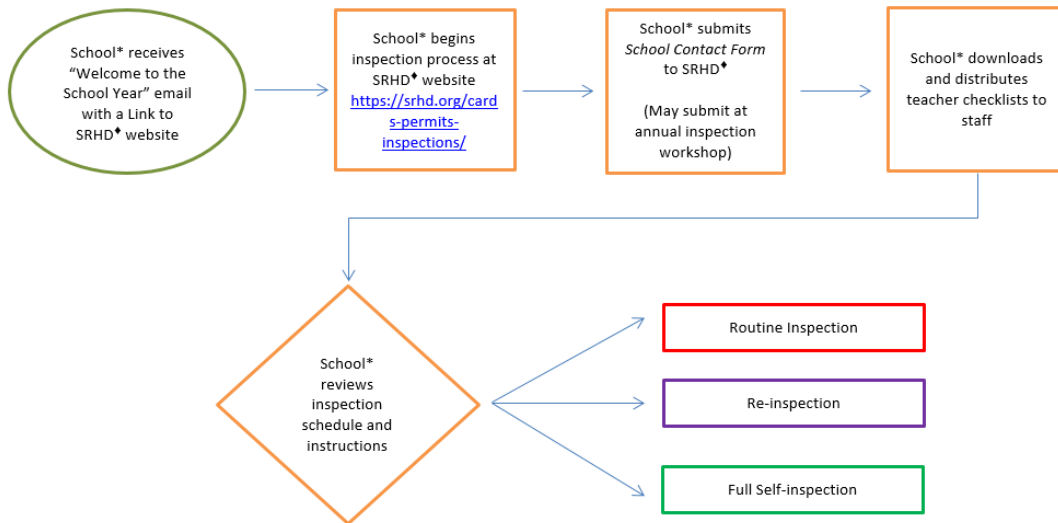 School* receives
“Welcome to the
School Year” email
with a Link to
SRHD♦ website
School* begins
inspection process at
SRHD♦ website
https://srhd.org/card
s-permits-
inspections/
School* submits
School Contact Form
to SRHD♦
(May submit at
annual inspection
workshop)
School* downloads
and distributes
teacher checklists to
staff
School*
reviews
inspection
schedule and
instructions
Routine Inspection
Re-inspection
Full Self-inspection